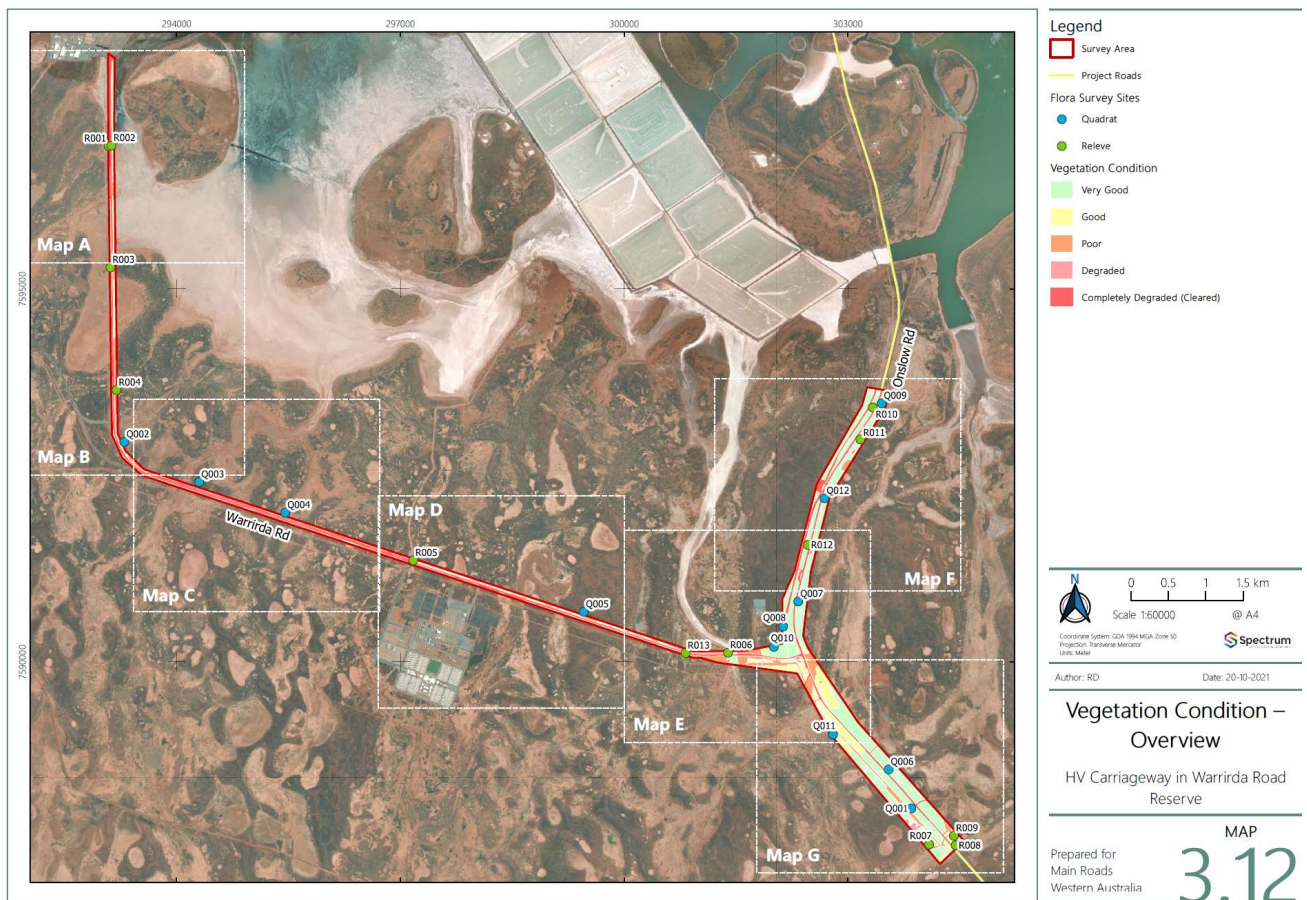 294000
297000
300000
303000
7595000
7590000
R001
R002
Map A
R003
R004
Q002
Map B
Q003
Q004
Warrirda Rd
Map C
Map D
R005
Q005
Map E
R013
R006
Onslow Rd
Q009
R010
R011
Q012
R012
Map F
Q007
Q008
Q010
Q011
Q006
Q001
R007
R009
R008
Map G
Legend
Survey Area
Project Roads
Flora Survey Sites
Quadrat
Releve
Vegetation Condition
Very Good
Good
Poor
Degraded
Completely Degraded (Cleared)
N
0 0.5 1 1.5 km
Scale 1:60000 @ A4
Coordinate System: GDA 1994 MGA Zone 50
Projection: Transverse Mercator
Units: Meter
Spectrum
Author: RD Date: 20-10-2021
Vegetation Condition –
Overview
HV Carriageway in Warrirda Road
Reserve
Prepared for
Main Roads
Western Australia
MAP
3.12